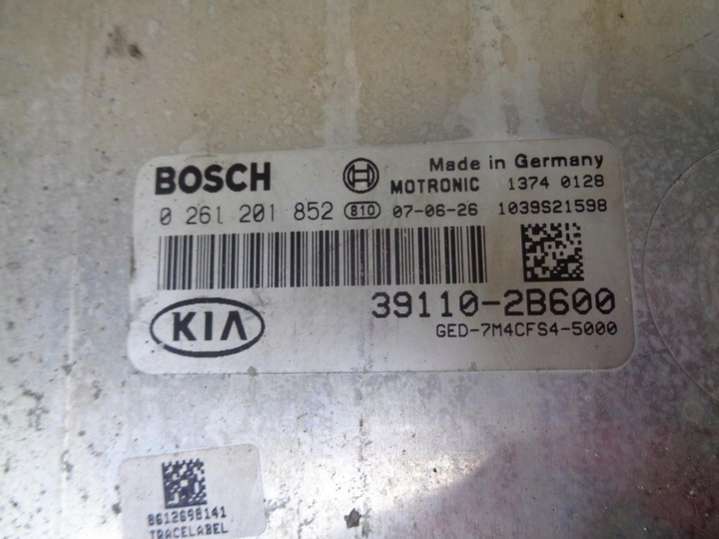 BOSCH Made in Germany
MOTRONIC 1374 0128
0 261 201 852 810 07-06-26 1039S21598
39110-2B600
KIA GED-7M4CFS4-5000
8612698141
TRACELABEL